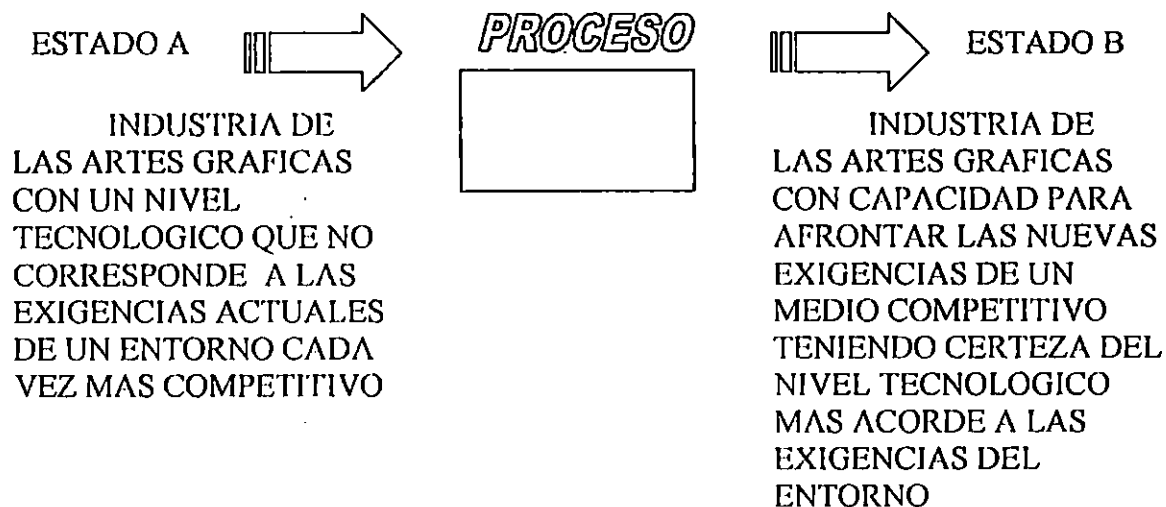 ESTADO A
PROCESO
ESTADO B
INDUSTRIA DE
LAS ARTES GRAFICAS
CON UN NIVEL
TECNOLOGICO QUE NO
CORRESPONDE A LAS
EXIGENCIAS ACTUALES
DE UN ENTORNO CADA
VEZ MAS COMPETITIVO
INDUSTRIA DE
LAS ARTES GRAFICAS
CON CAPACIDAD PARA
AFRONTAR LAS NUEVAS
EXIGENCIAS DE UN
MEDIO COMPETITIVO
TENIENDO CERTEZA DEL
NIVEL TECNOLOGICO
MAS ACORDE A LAS
EXIGENCIAS DEL
ENTORNO